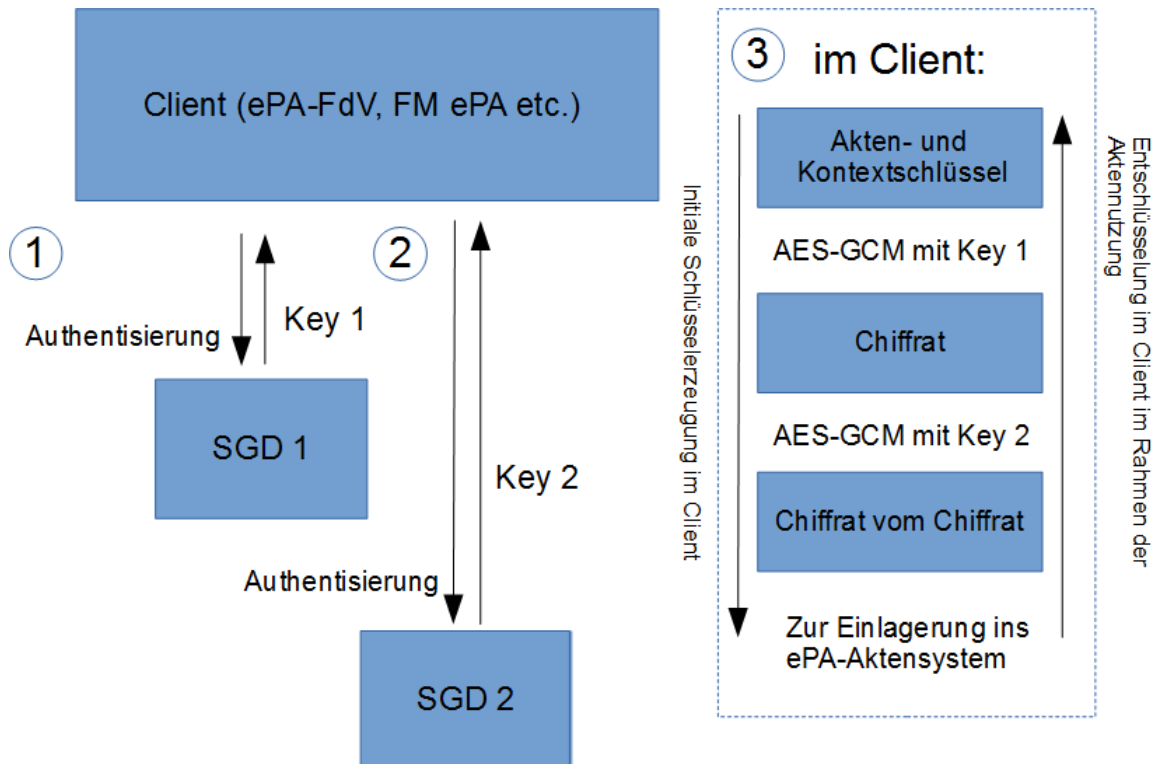 Client (ePA-FdV, FM ePA etc.)
1
2
Authentisierung
Key 1
SGD 1
Key 2
Authentisierung
SGD 2
3
im Client:
Initiale Schlüsselerzeugung im Client
Akten- und
Kontextschlüssel
AES-GCM mit Key 1
Chiffrat
AES-GCM mit Key 2
Chiffrat vom Chiffrat
Zur Einlagerung ins
ePA-Aktensystem
Entschlüsselung im Client im Rahmen der
Aktennutzung